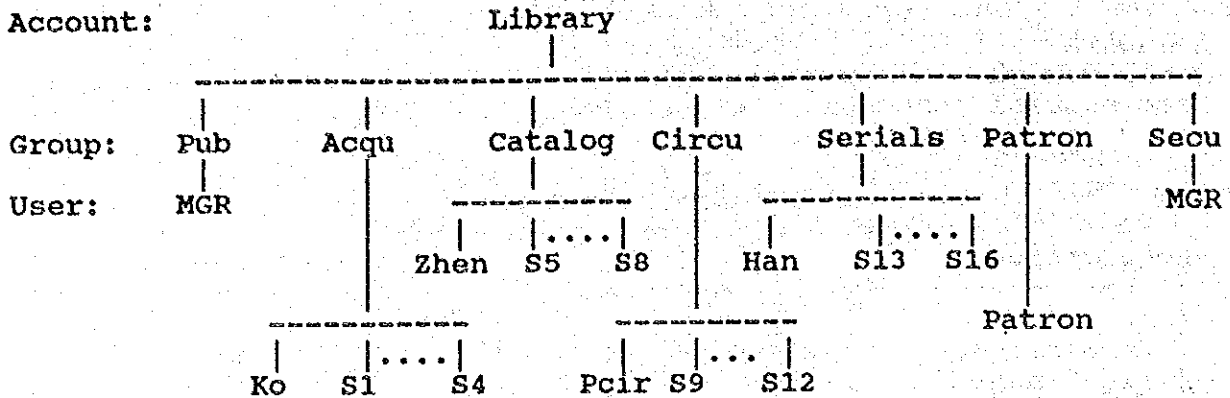 Account: Library
Group: Pub Acqu Catalog Circu Serials Patron Secu
User: MGR MGR
Zhen S5 .... S8 Han S13 .... S16
Patron
Ko S1 .... S4 Pcir S9 ... S12